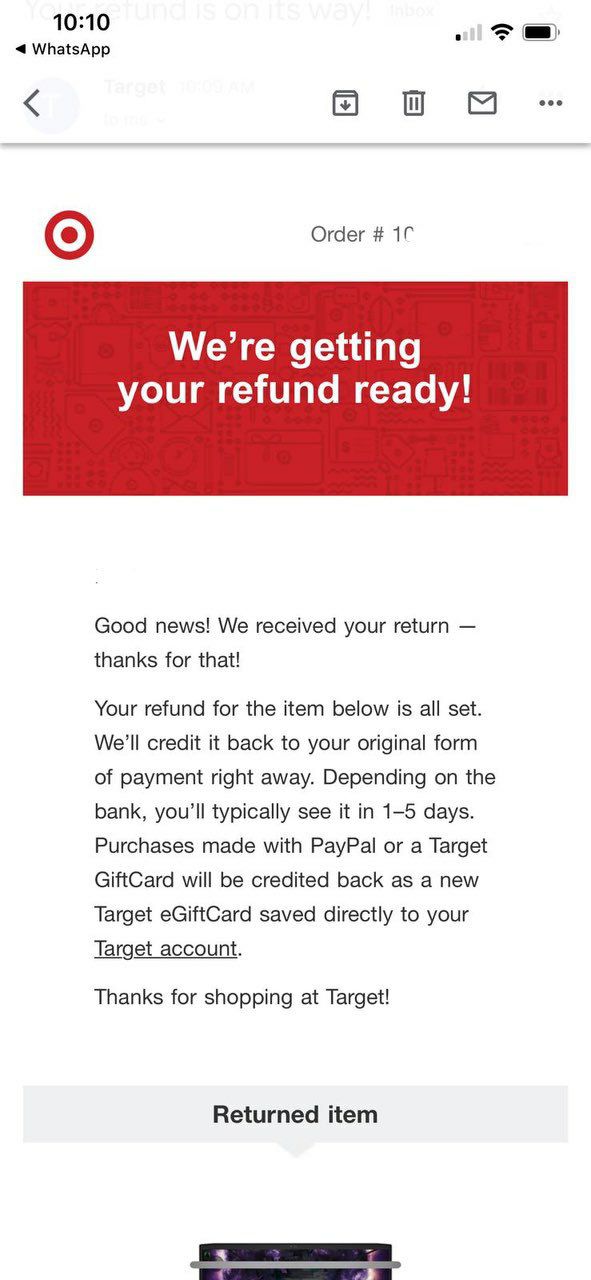 Your refund is on its way! Inbox
10:10
◀ WhatsApp
Target 10:09 AM
to me
T
Order # 10
We're getting
your refund ready!
Good news! We received your return —
thanks for that!
Your refund for the item below is all set.
We'll credit it back to your original form
of payment right away. Depending on the
bank, you'll typically see it in 1–5 days.
Purchases made with PayPal or a Target
GiftCard will be credited back as a new
Target eGiftCard saved directly to your
Target account.
Thanks for shopping at Target!
Returned item